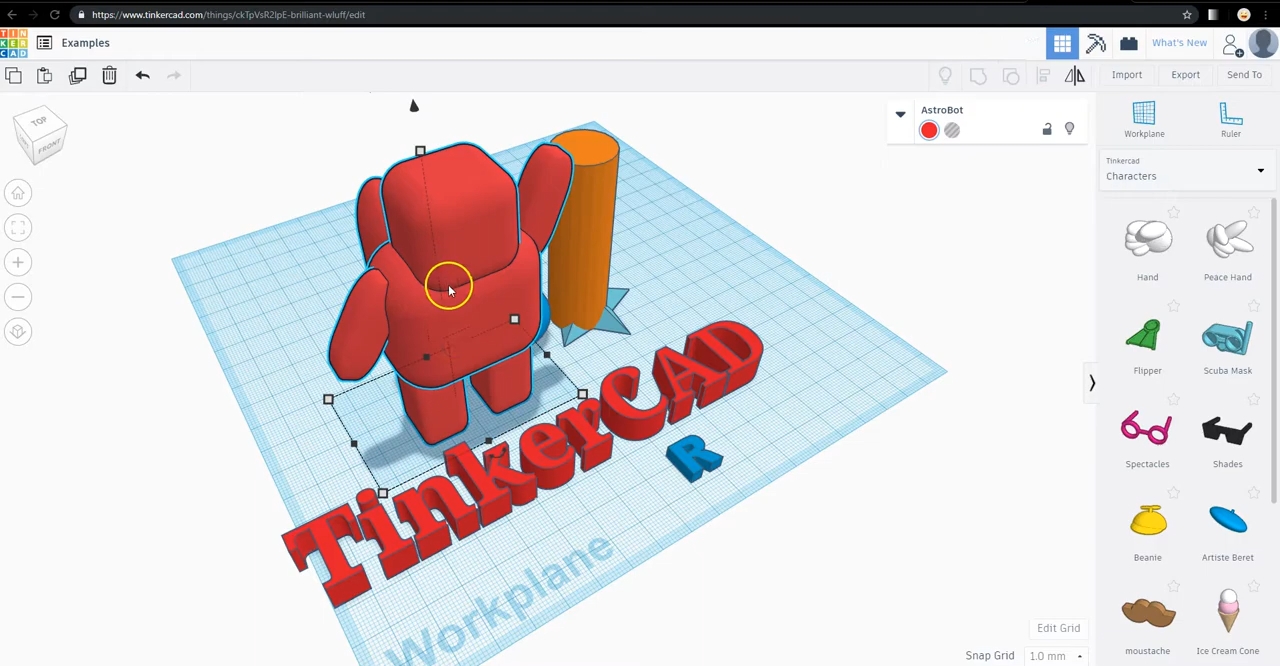 https://www.tinkercad.com/things/ckTpVsR2IpE-brilliant-wluff/edit
TIN
KER
CAD
Examples
What's New
Import
Export
Send To
TOP
FRONT
AstroBot
Workplane
Ruler
Tinkercad
Characters
Hand
Peace Hand
Flipper
Scuba Mask
Spectacles
Shades
Beanie
Artiste Beret
moustache
Ice Cream Cone
TinkerCAD
R
Workplane
Edit Grid
Snap Grid 1.0 mm